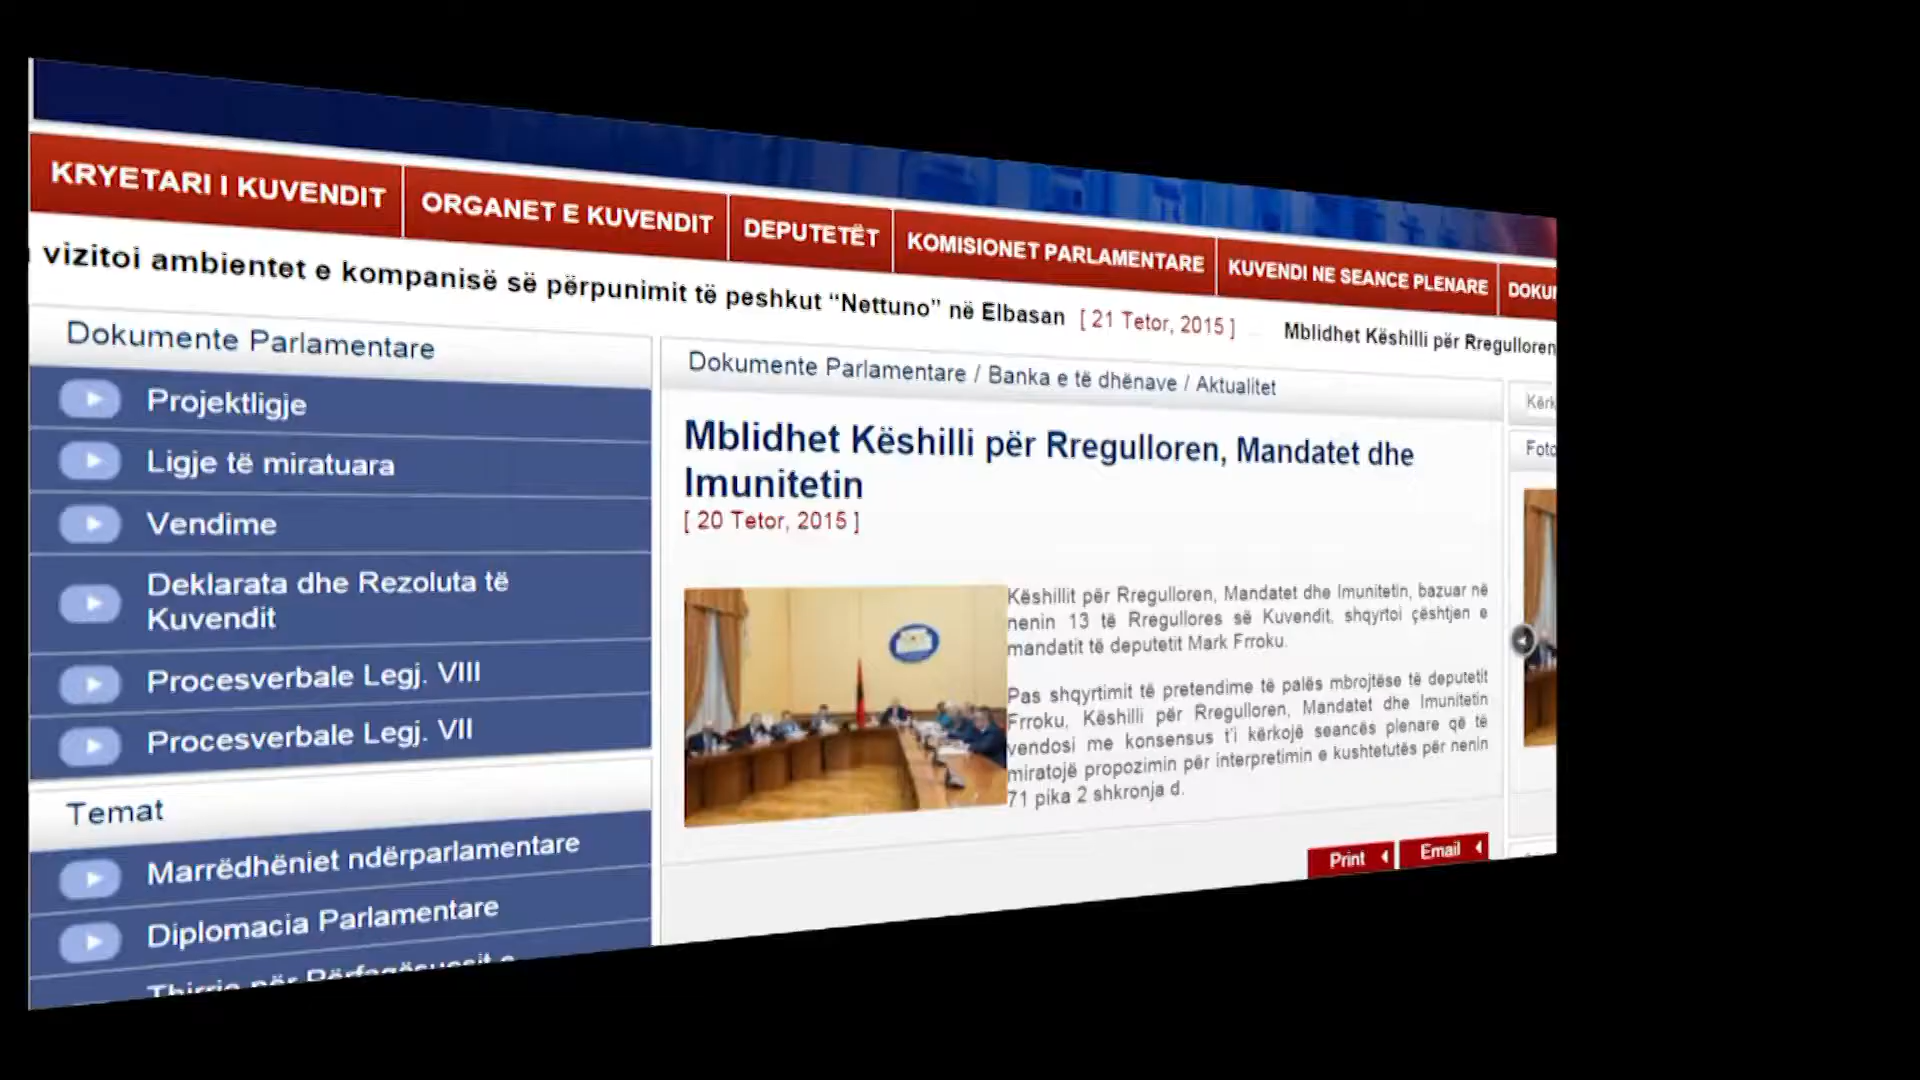 KRYETARI I KUVENDIT
ORGANET E KUVENDIT
DEPUTETËT
KOMISIONET PARLAMENTARE
KUVENDI NE SEANCE PLENARE
vizitoi ambientet e kompanisë së përpunimit të peshkut “Nettuno” në Elbasan [ 21 Tetor, 2015 ]
Mblidhet Këshilli për Rregulloren
Dokumente Parlamentare
Projektligje
Ligje të miratuara
Vendime
Deklarata dhe Rezoluta të
Kuvendit
Procesverbale Legj. VIII
Procesverbale Legj. VII
Temat
Marrëdhëniet ndërparlamentare
Diplomacia Parlamentare
Dokumente Parlamentare / Banka e të dhënave / Aktualitet
Mblidhet Këshilli për Rregulloren, Mandatet dhe
Imunitetin
[ 20 Tetor, 2015 ]
Këshillit për Rregulloren, Mandatet dhe Imunitetin, bazuar në
nenin 13 të Rregullores së Kuvendit, shqyrtoi çështjen e
mandatit të deputetit Mark Frroku.
Pas shqyrtimit të pretendime të palës mbrojtëse të deputetit
Frroku, Këshilli për Rregulloren, Mandatet dhe Imunitetin
vendosi me konsensus t'i kërkojë seancës plenare që të
miratojë propozimin për interpretimin e kushtetutës për nenin
71 pika 2 shkronja d.
Print
Email